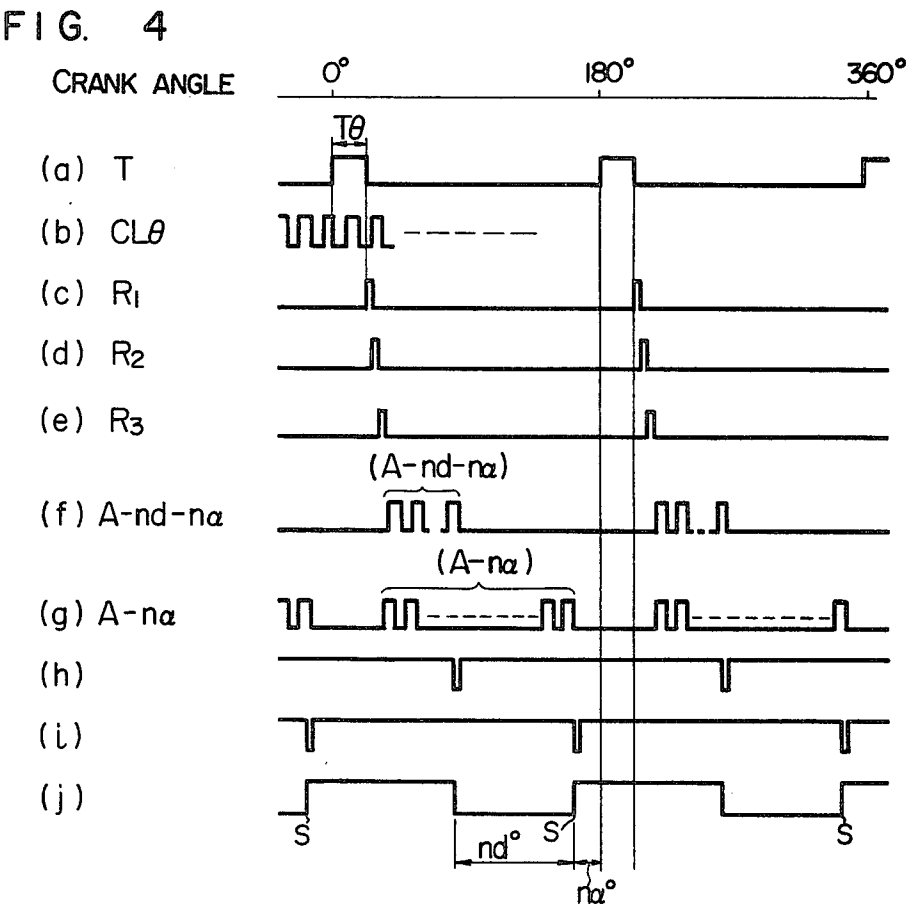 FIG. 4
CRANK ANGLE 0° 180° 360°
Tθ
(a) T
(b) CLθ
(c) R1
(d) R2
(e) R3
(A-nd-nα)
(f) A-nd-nα
(A-nα)
(g) A-nα
(h)
(i)
(j)
S S S
nd°
nα°